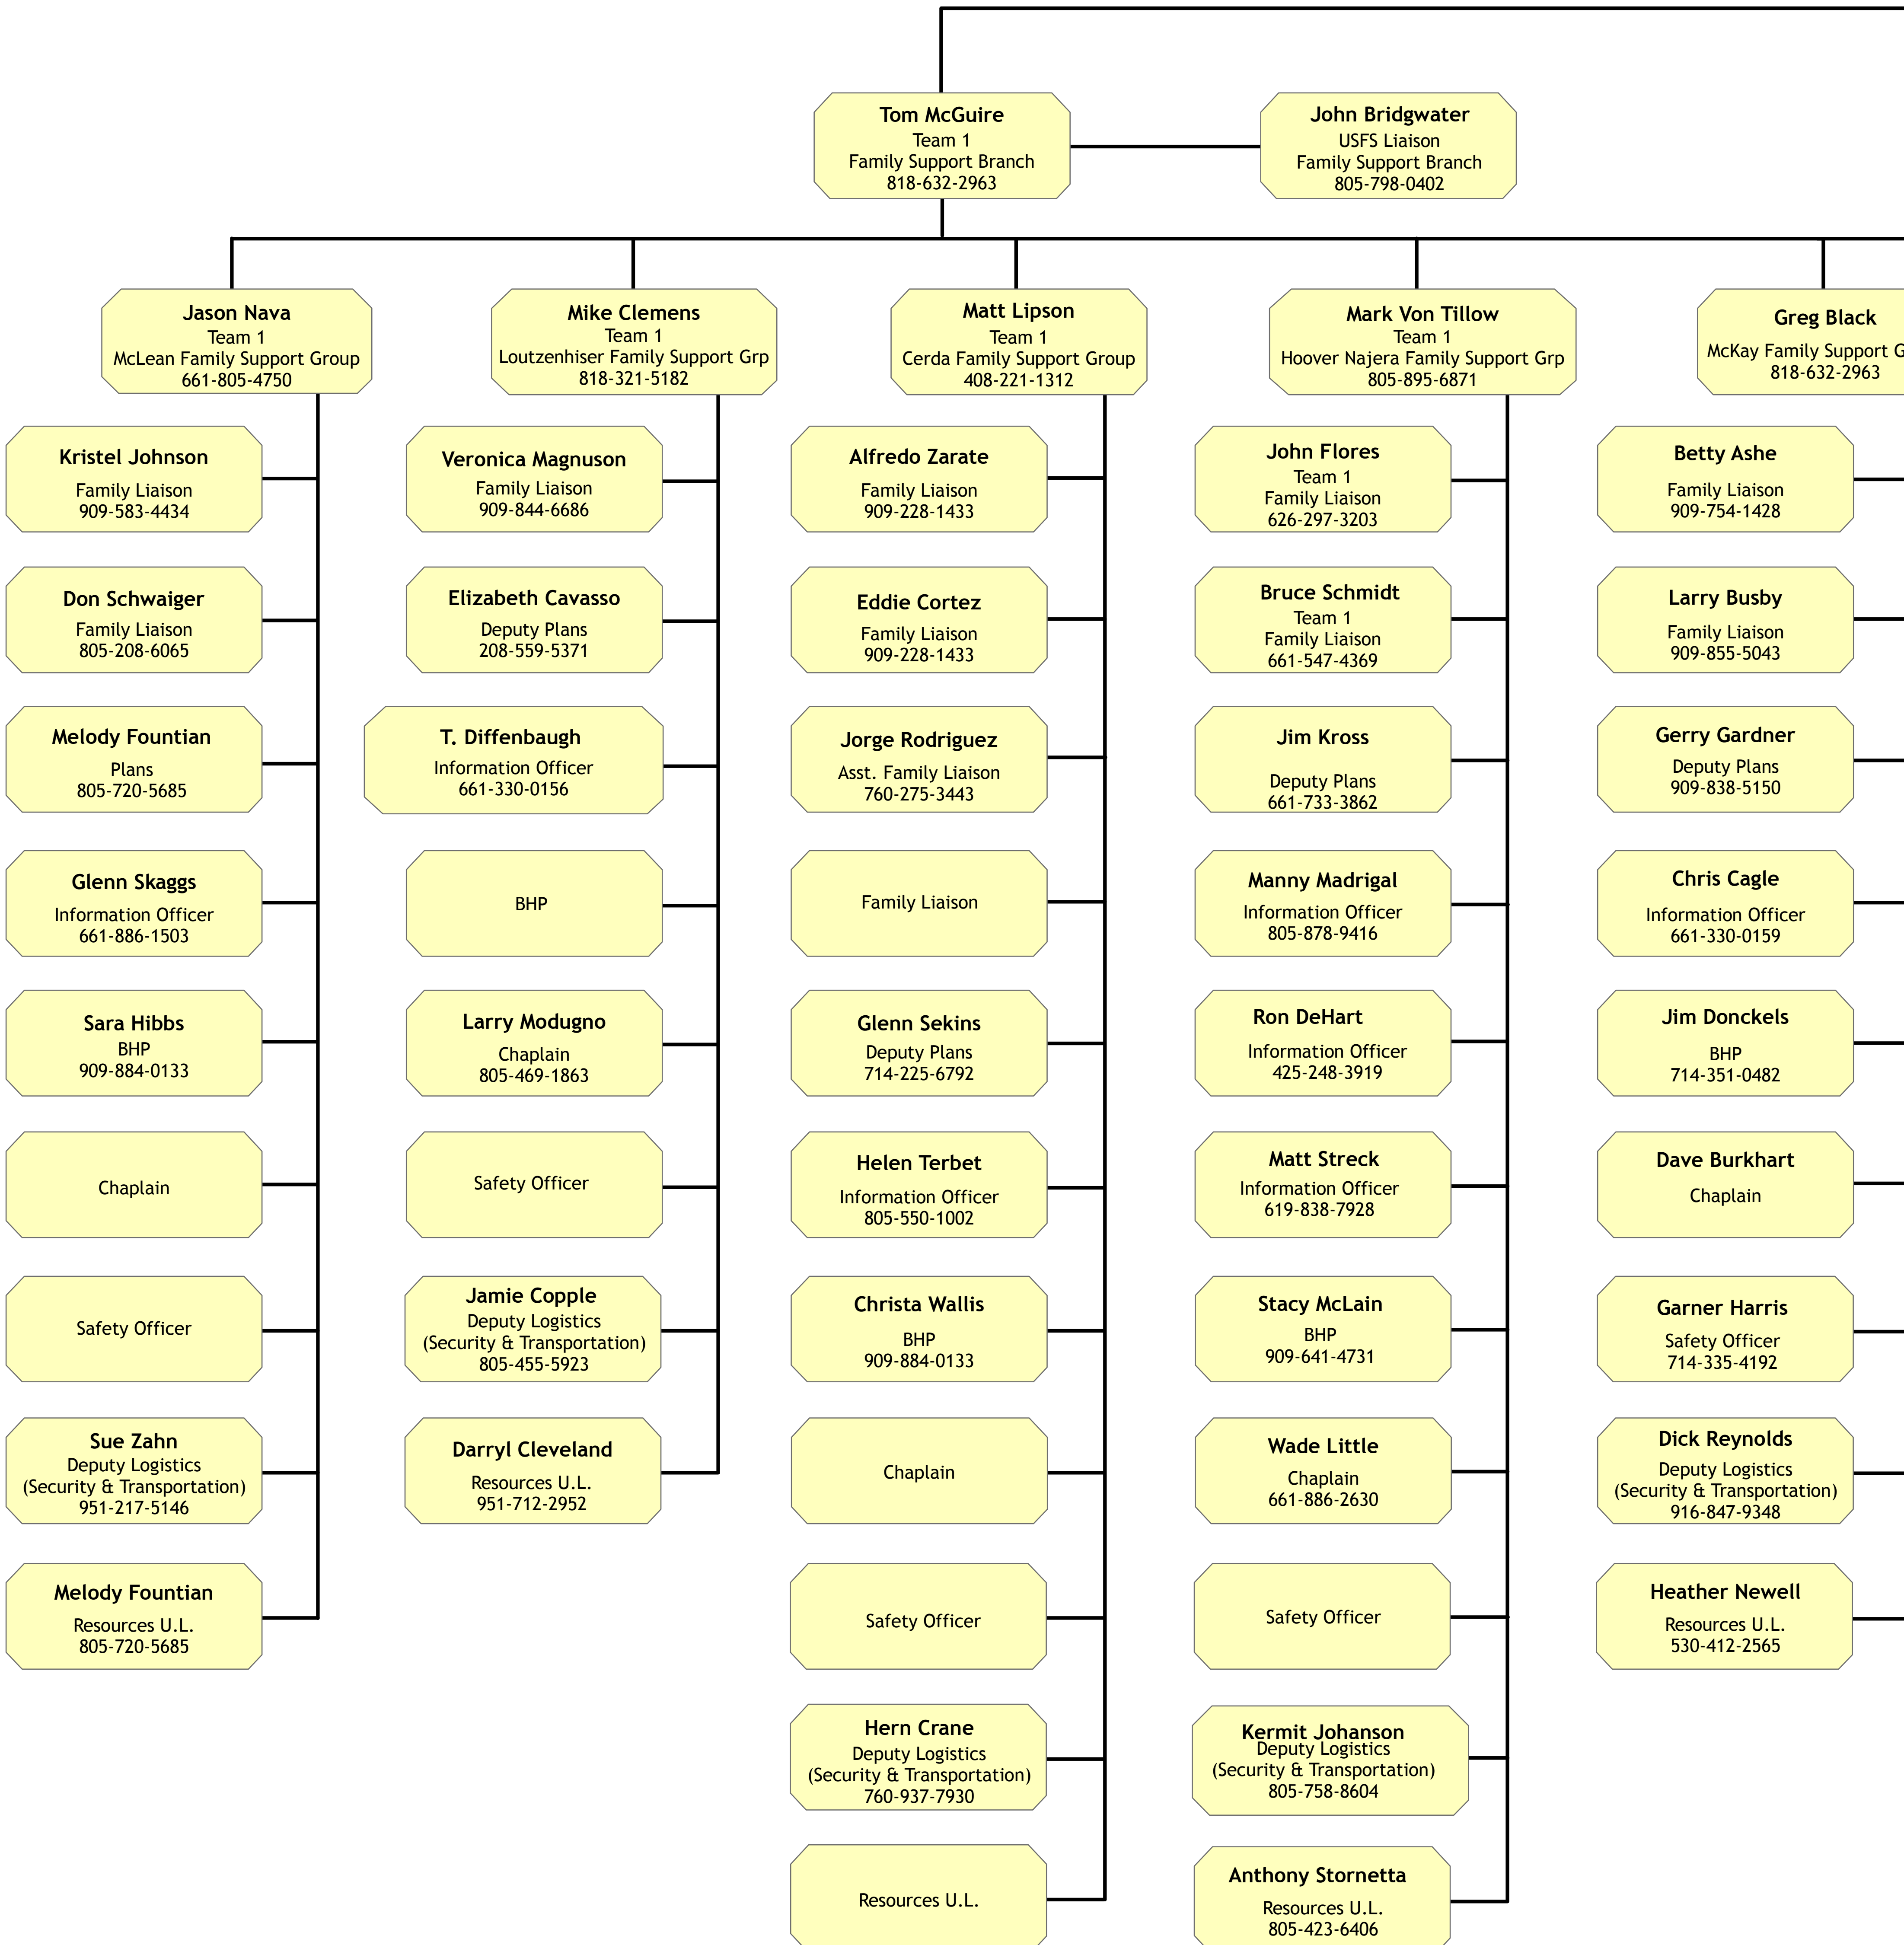 Tom McGuire
Team 1
Family Support Branch
818-632-2963
John Bridgwater
USFS Liaison
Family Support Branch
805-798-0402
Jason Nava
Team 1
McLean Family Support Group
661-805-4750
Mike Clemens
Team 1
Loutzenhiser Family Support Grp
818-321-5182
Matt Lipson
Team 1
Cerda Family Support Group
408-221-1312
Mark Von Tillow
Team 1
Hoover Najera Family Support Grp
805-895-6871
Greg Black
McKay Family Support G
818-632-2963
Kristel Johnson
Family Liaison
909-583-4434
Don Schwaiger
Family Liaison
805-208-6065
Melody Fountian
Plans
805-720-5685
Glenn Skaggs
Information Officer
661-886-1503
Sara Hibbs
BHP
909-884-0133
Chaplain
Safety Officer
Sue Zahn
Deputy Logistics
(Security & Transportation)
951-217-5146
Melody Fountian
Resources U.L.
805-720-5685
Veronica Magnuson
Family Liaison
909-844-6686
Elizabeth Cavasso
Deputy Plans
208-559-5371
T. Diffenbaugh
Information Officer
661-330-0156
BHP
Larry Modugno
Chaplain
805-469-1863
Safety Officer
Jamie Copple
Deputy Logistics
(Security & Transportation)
805-455-5923
Darryl Cleveland
Resources U.L.
951-712-2952
Alfredo Zarate
Family Liaison
909-228-1433
Eddie Cortez
Family Liaison
909-228-1433
Jorge Rodriguez
Asst. Family Liaison
760-275-3443
Family Liaison
Glenn Sekins
Deputy Plans
714-225-6792
Helen Terbet
Information Officer
805-550-1002
Christa Wallis
BHP
909-884-0133
Chaplain
Safety Officer
Hern Crane
Deputy Logistics
(Security & Transportation)
760-937-7930
Resources U.L.
John Flores
Team 1
Family Liaison
626-297-3203
Bruce Schmidt
Team 1
Family Liaison
661-547-4369
Jim Kross
Deputy Plans
661-733-3862
Manny Madrigal
Information Officer
805-878-9416
Ron DeHart
Information Officer
425-248-3919
Matt Streck
Information Officer
619-838-7928
Stacy McLain
BHP
909-641-4731
Wade Little
Chaplain
661-886-2630
Safety Officer
Kermit Johanson
Deputy Logistics
(Security & Transportation)
805-758-8604
Anthony Stornetta
Resources U.L.
805-423-6406
Betty Ashe
Family Liaison
909-754-1428
Larry Busby
Family Liaison
909-855-5043
Gerry Gardner
Deputy Plans
909-838-5150
Chris Cagle
Information Officer
661-330-0159
Jim Donckels
BHP
714-351-0482
Dave Burkhart
Chaplain
Garner Harris
Safety Officer
714-335-4192
Dick Reynolds
Deputy Logistics
(Security & Transportation)
916-847-9348
Heather Newell
Resources U.L.
530-412-2565